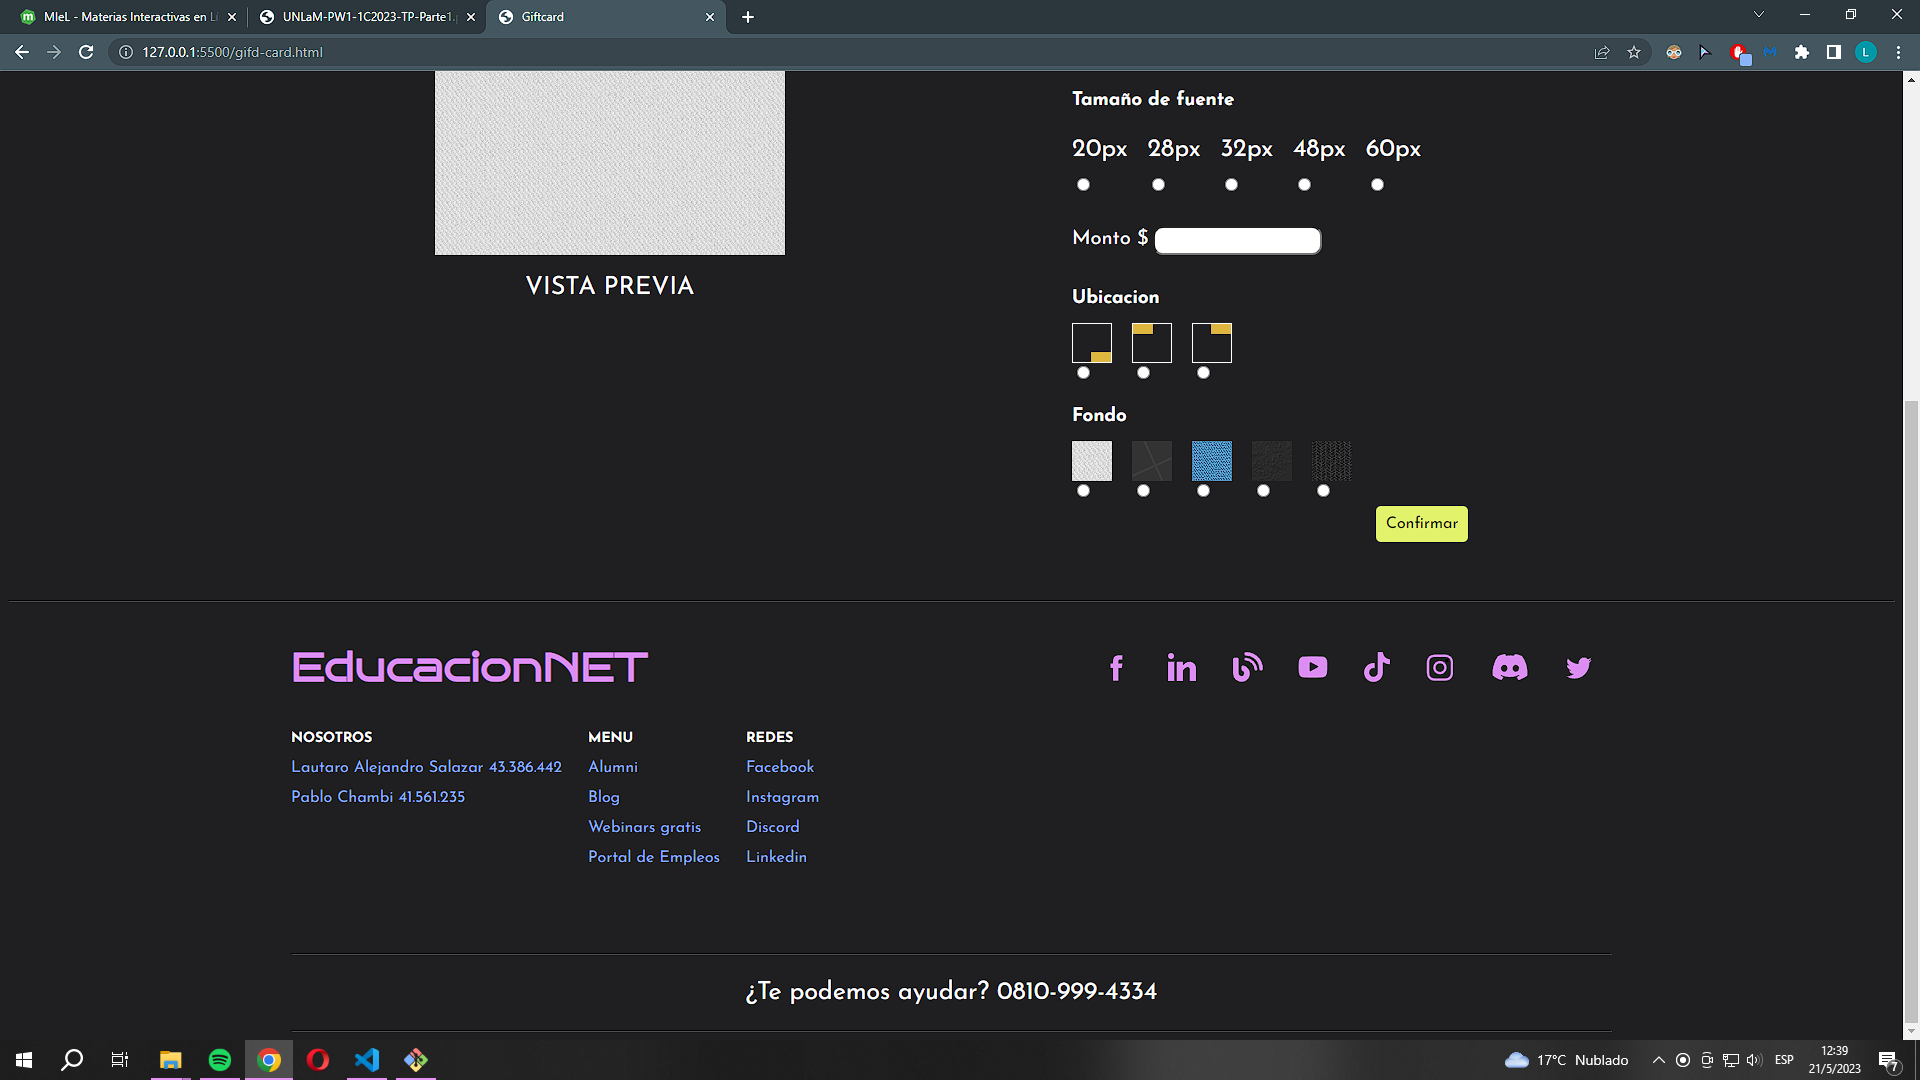 MIeL - Materias Interactivas en Lí
UNLaM-PW1-1C2023-TP-Parte1.
Giftcard
127.0.0.1:5500/gifd-card.html
L
Tamaño de fuente
20px 28px 32px 48px 60px
Monto $
VISTA PREVIA
Ubicacion
Fondo
Confirmar
EducacionNET
NOSOTROS
Lautaro Alejandro Salazar 43.386.442
Pablo Chambi 41.561.235
MENU
Alumni
Blog
Webinars gratis
Portal de Empleos
REDES
Facebook
Instagram
Discord
Linkedin
¿Te podemos ayudar? 0810-999-4334
17°C Nublado
ESP
12:39
21/5/2023
7